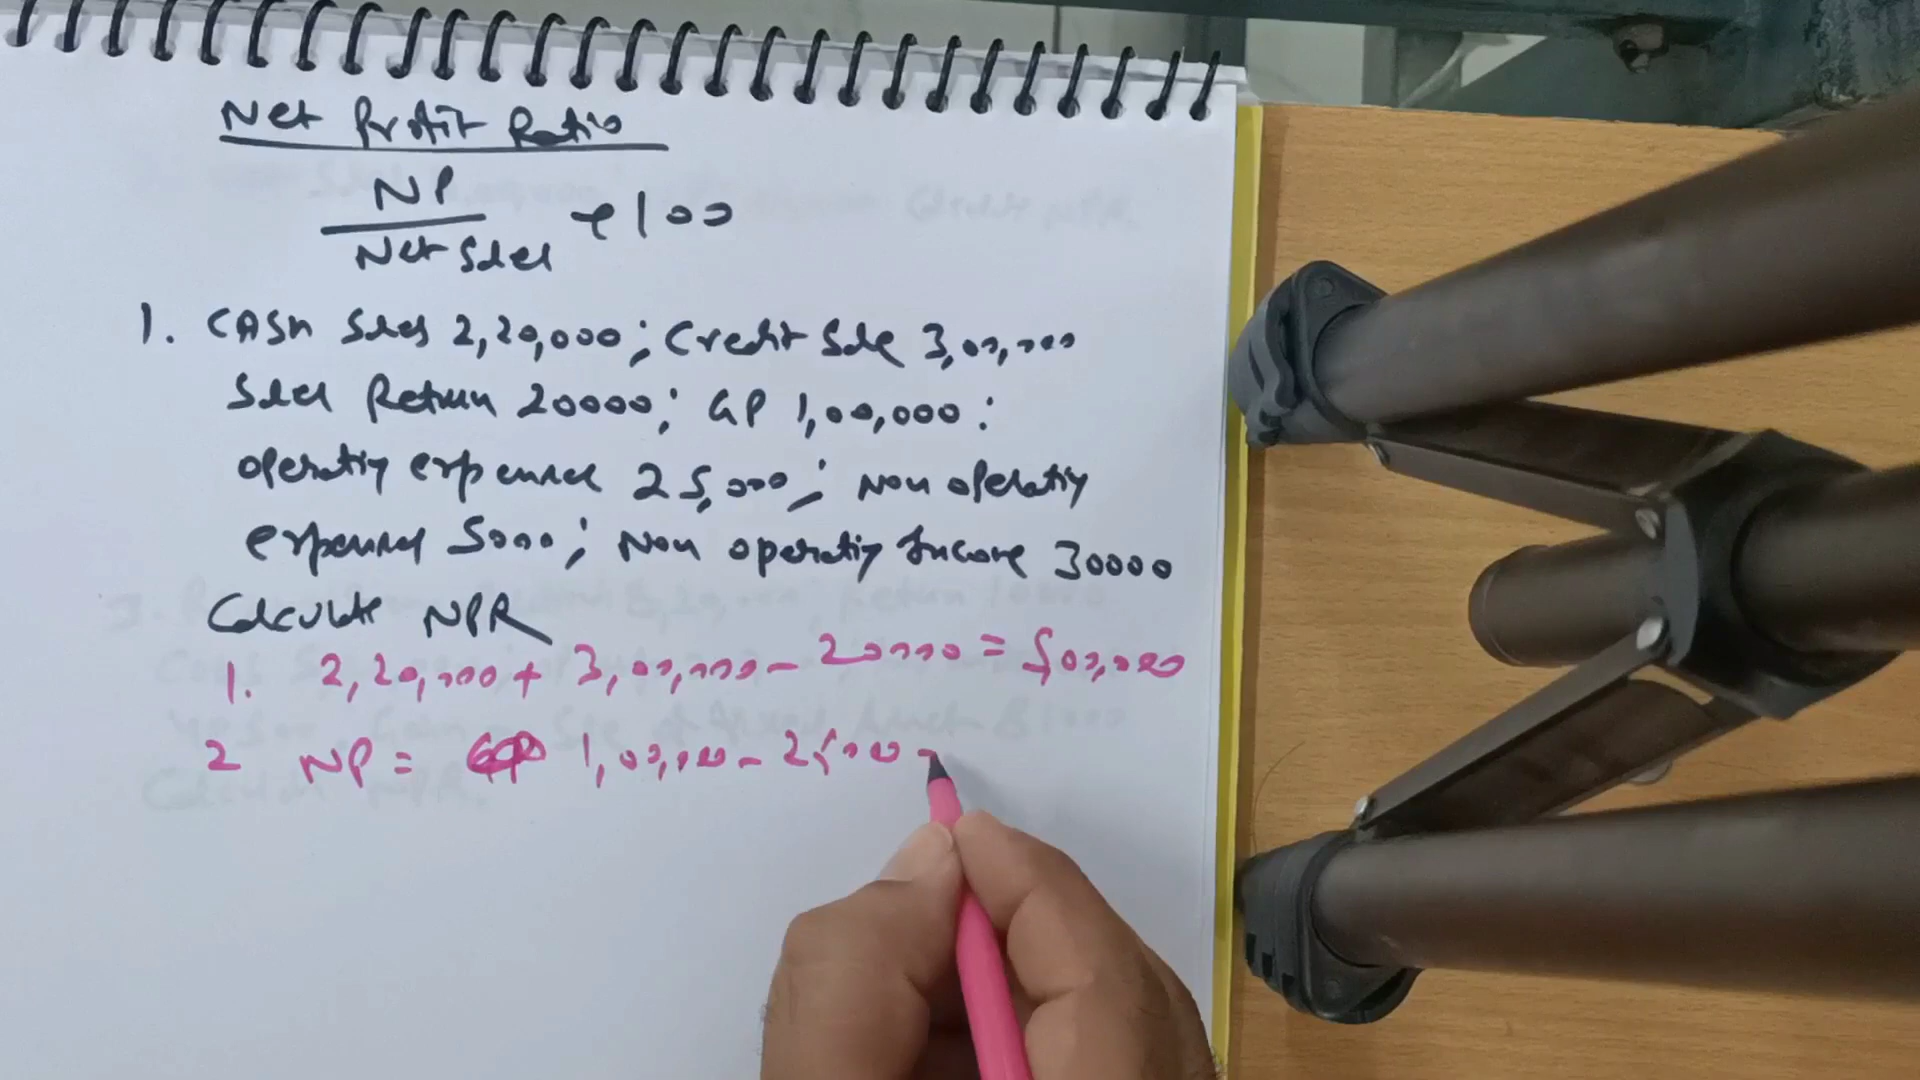 Net Profit Ratio
NP
Net Sales × 100
1. CASH Sales 2,20,000; Credit Sale 3,00,000
Sales Return 20000; GP 1,00,000;
operating expenses 25,000; Non operating
expenses 5000; Non operating Income 30000
Calculate NPR
1. 2,20,000 + 3,00,000 - 20000 = 5,00,000
2 NP = 1,00,000 - 25000 -